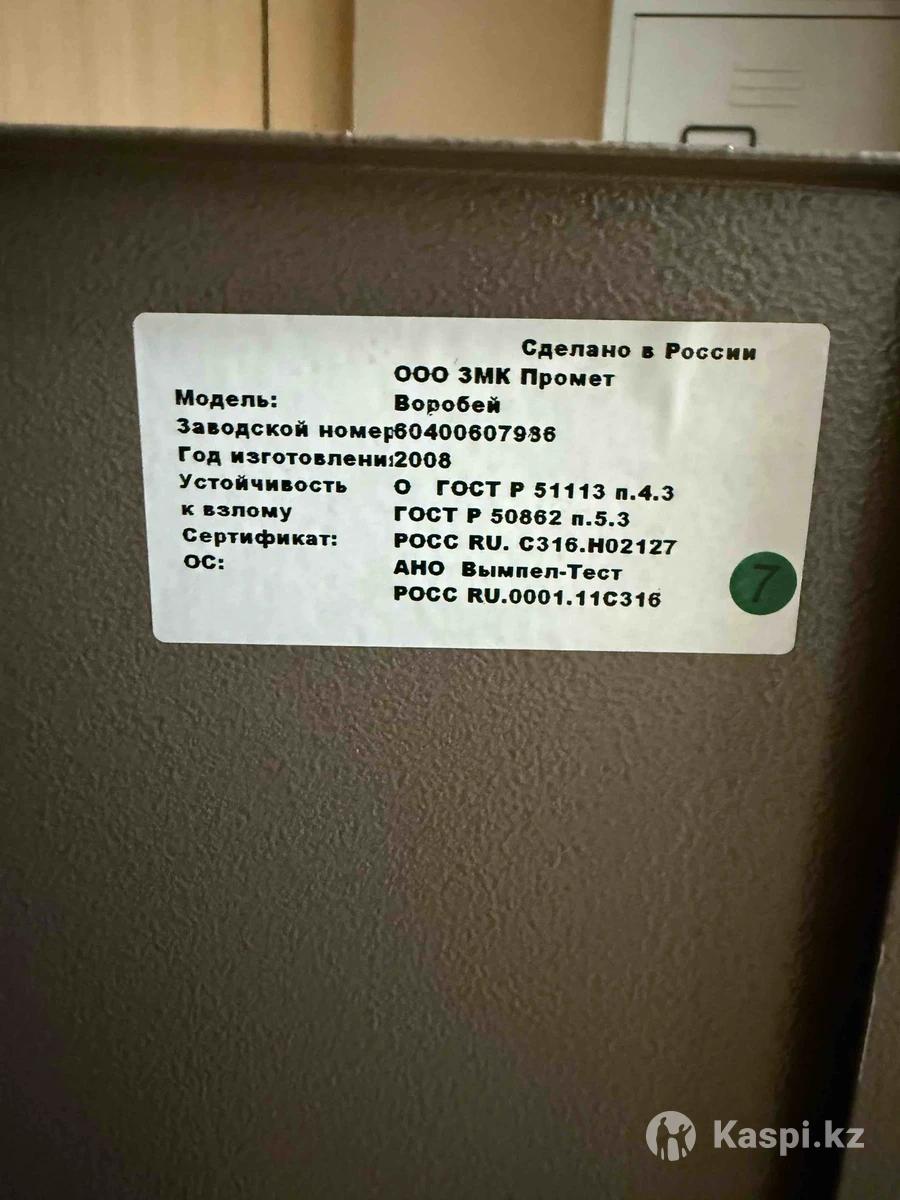 Сделано в России
ООО ЗМК Промет
Модель: Воробей
Заводской номер 60400607986
Год изготовлени 2008
Устойчивость О ГОСТ Р 51113 п.4.3
к взлому ГОСТ Р 50862 п.5.3
Сертификат: РОСС RU. С316.Н02127
ОС: АНО Вымпел-Тест
РОСС RU.0001.11С316
7
Kaspi.kz